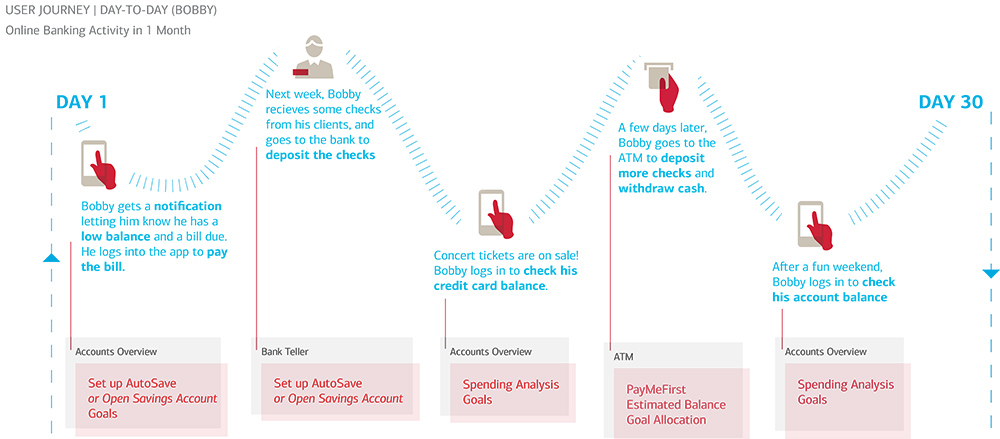 USER JOURNEY | DAY-TO-DAY (BOBBY)
Online Banking Activity in 1 Month
DAY 1
Bobby gets a notification
letting him know he has a
low balance and a bill due.
He logs into the app to pay
the bill.
Next week, Bobby
recieves some checks
from his clients, and
goes to the bank to
deposit the checks
Concert tickets are on sale!
Bobby logs in to check his
credit card balance.
A few days later,
Bobby goes to the
ATM to deposit
more checks and
withdraw cash.
After a fun weekend,
Bobby logs in to check
his account balance
DAY 30
Accounts Overview
Set up AutoSave
or Open Savings Account
Goals
Bank Teller
Set up AutoSave
or Open Savings Account
Accounts Overview
Spending Analysis
Goals
ATM
PayMeFirst
Estimated Balance
Goal Allocation
Accounts Overview
Spending Analysis
Goals